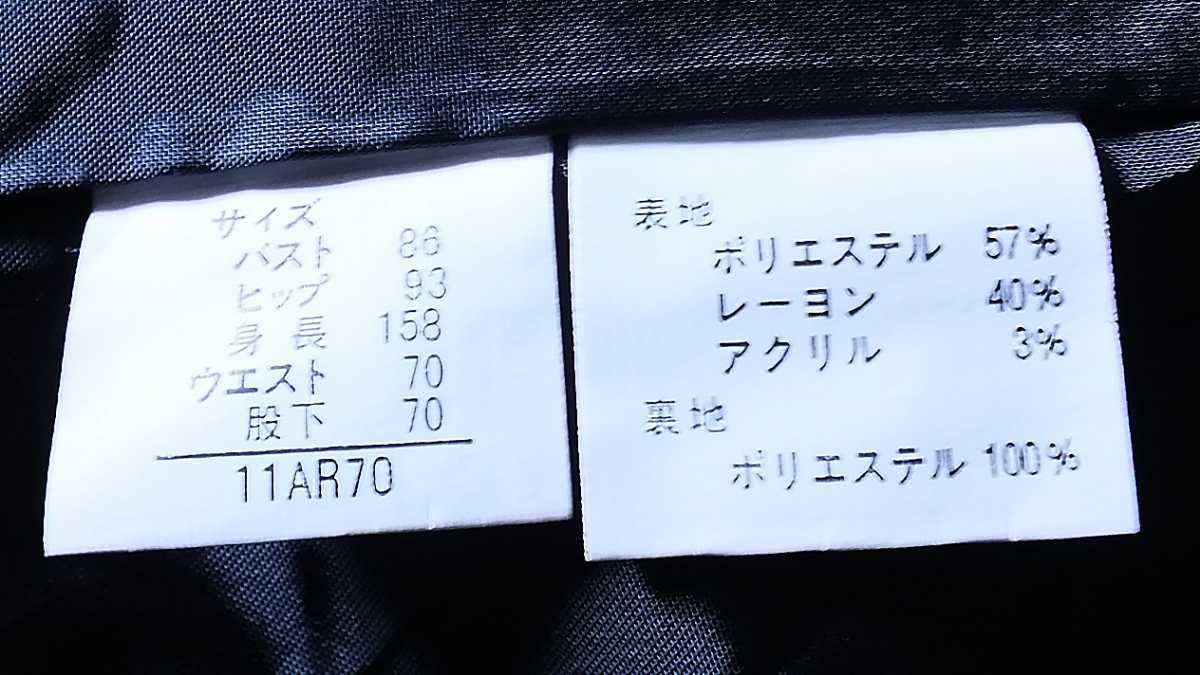 サイズ
バスト 86
ヒップ 93
身長 158
ウエスト 70
股下 70
11AR70
表地
ポリエステル 57%
レーヨン 40%
アクリル 3%
裏地
ポリエステル 100%